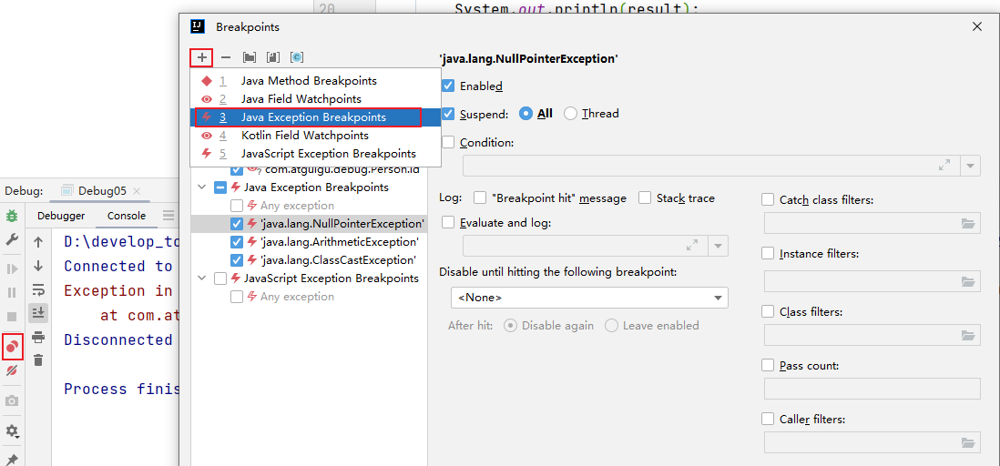 20 System.out.println(result);
Breakpoints
1 Java Method Breakpoints
2 Java Field Watchpoints
3 Java Exception Breakpoints
4 Kotlin Field Watchpoints
5 JavaScript Exception Breakpoints
com.atguigu.debug.Person.id
Java Exception Breakpoints
Any exception
'java.lang.NullPointerException'
'java.lang.ArithmeticException'
'java.lang.ClassCastException'
JavaScript Exception Breakpoints
Any exception
'java.lang.NullPointerException'
Enabled
Suspend: All Thread
Condition:
Log: "Breakpoint hit" message Stack trace
Evaluate and log:
Disable until hitting the following breakpoint:
<None>
After hit: Disable again Leave enabled
Catch class filters:
Instance filters:
Class filters:
Pass count:
Caller filters:
Debug: Debug05
Debugger Console
D:\develop_to
Connected to
Exception in
at com.at
Disconnected
Process finis